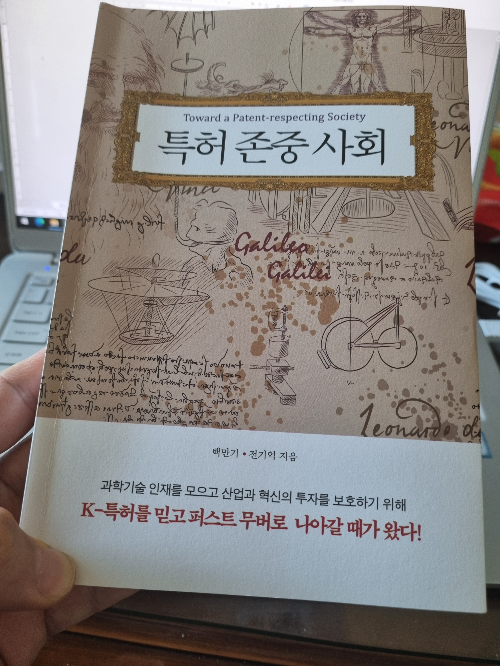 Toward a Patent-respecting Society
특허 존중 사회
Leona
Vinci
Galileo
Galilei
Leonardo d
백만기 • 전기억 지음
과학기술 인재를 모으고 산업과 혁신의 투자를 보호하기 위해
K-특허를 믿고 퍼스트 무버로 나아갈 때가 왔다!